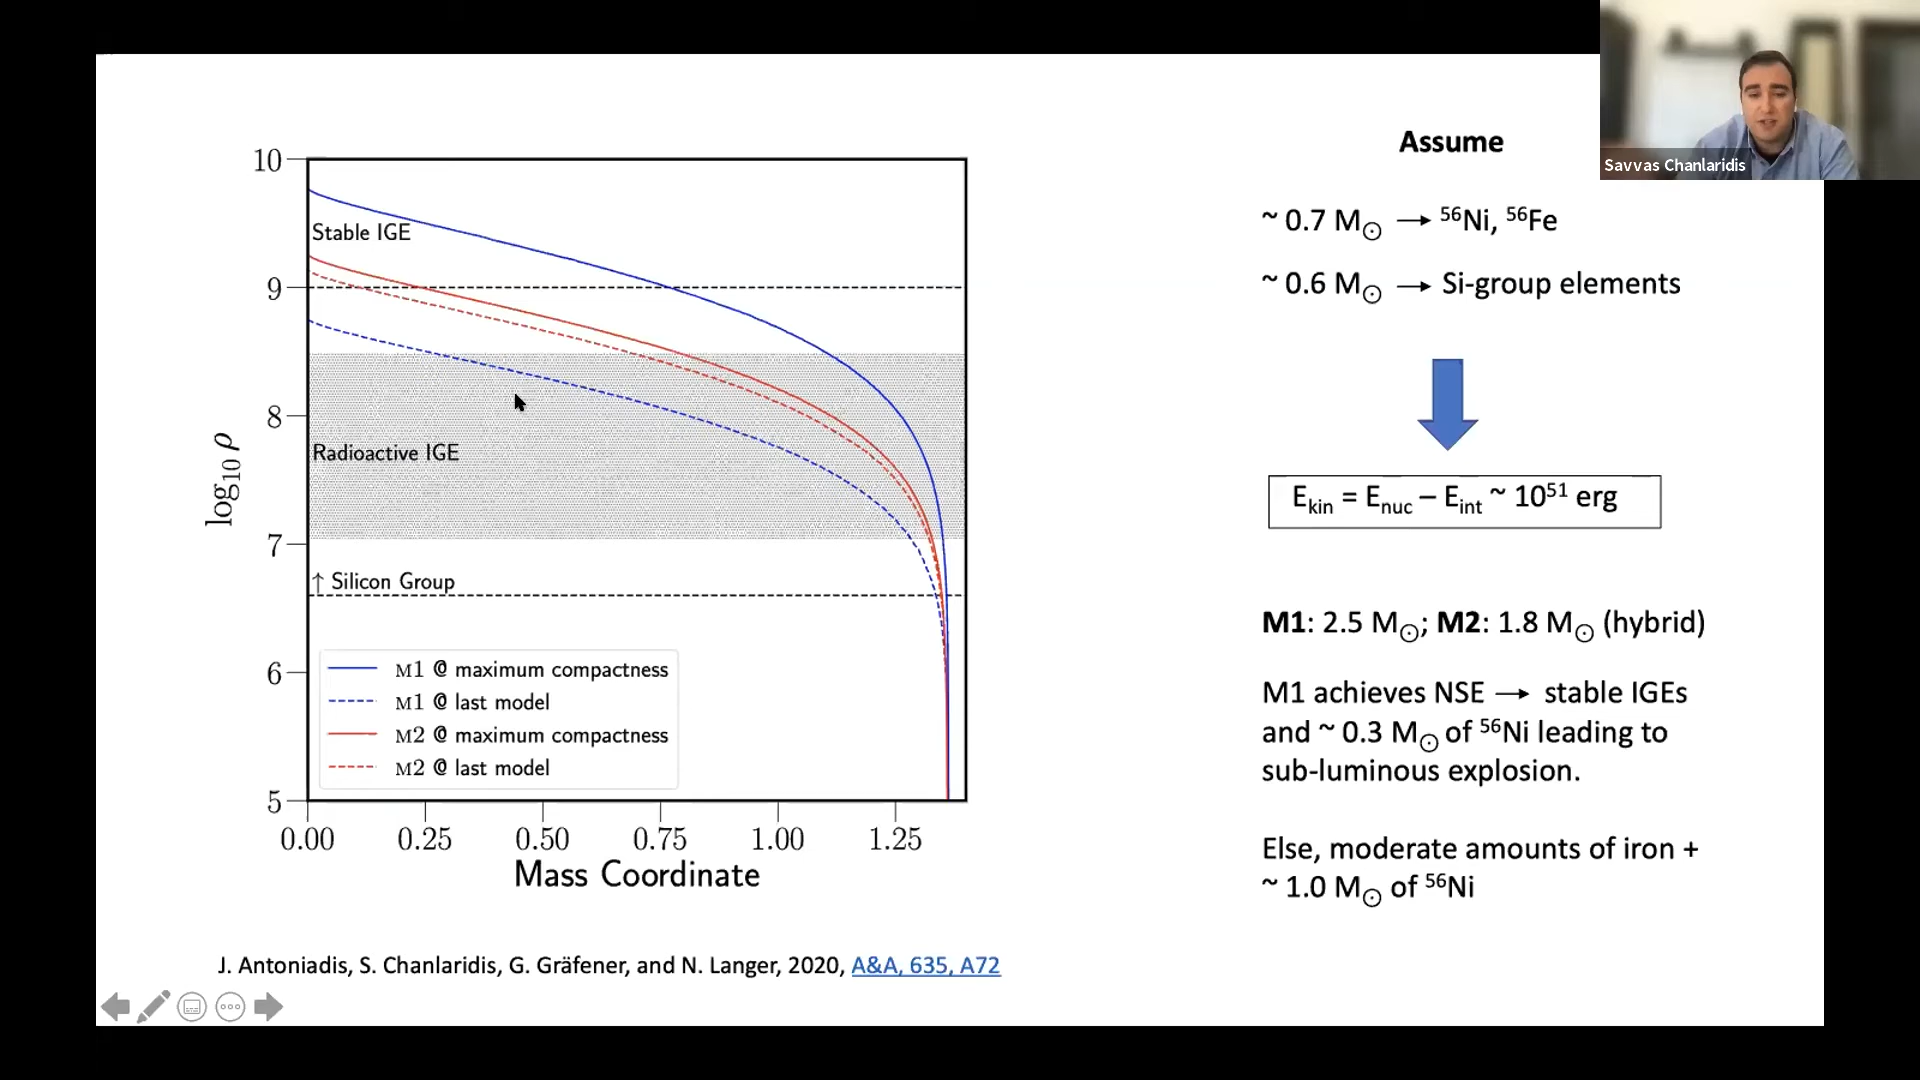 Savvas Chanlaridis
Assume
~ 0.7 M☉ → ⁵⁶Ni, ⁵⁶Fe
~ 0.6 M☉ → Si-group elements
E_kin = E_nuc – E_int ~ 10⁵¹ erg
M1: 2.5 M☉; M2: 1.8 M☉ (hybrid)
M1 achieves NSE → stable IGEs
and ~ 0.3 M☉ of ⁵⁶Ni leading to
sub-luminous explosion.
Else, moderate amounts of iron +
~ 1.0 M☉ of ⁵⁶Ni
10
9
8
7
6
5
log₁₀ ρ
Stable IGE
Radioactive IGE
↑ Silicon Group
M1 @ maximum compactness
M1 @ last model
M2 @ maximum compactness
M2 @ last model
0.00 0.25 0.50 0.75 1.00 1.25
Mass Coordinate
J. Antoniadis, S. Chanlaridis, G. Gräfener, and N. Langer, 2020, A&A, 635, A72